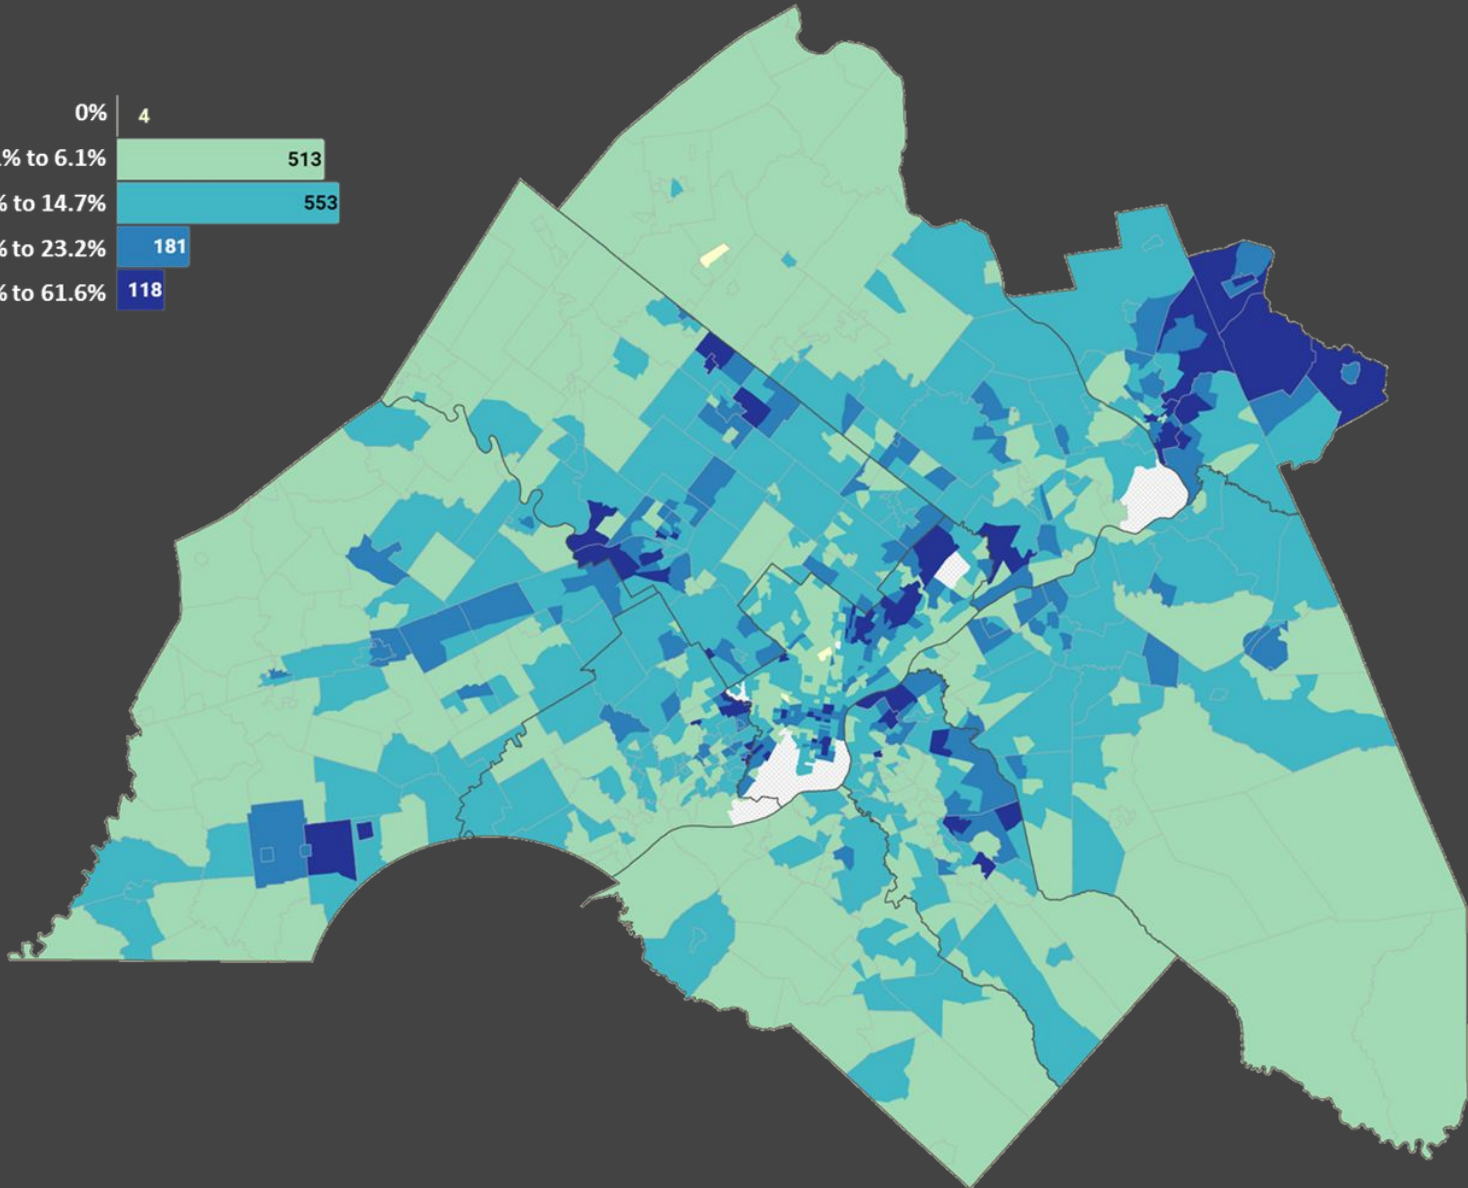 0% 4
% to 6.1% 513
% to 14.7% 553
% to 23.2% 181
% to 61.6% 118